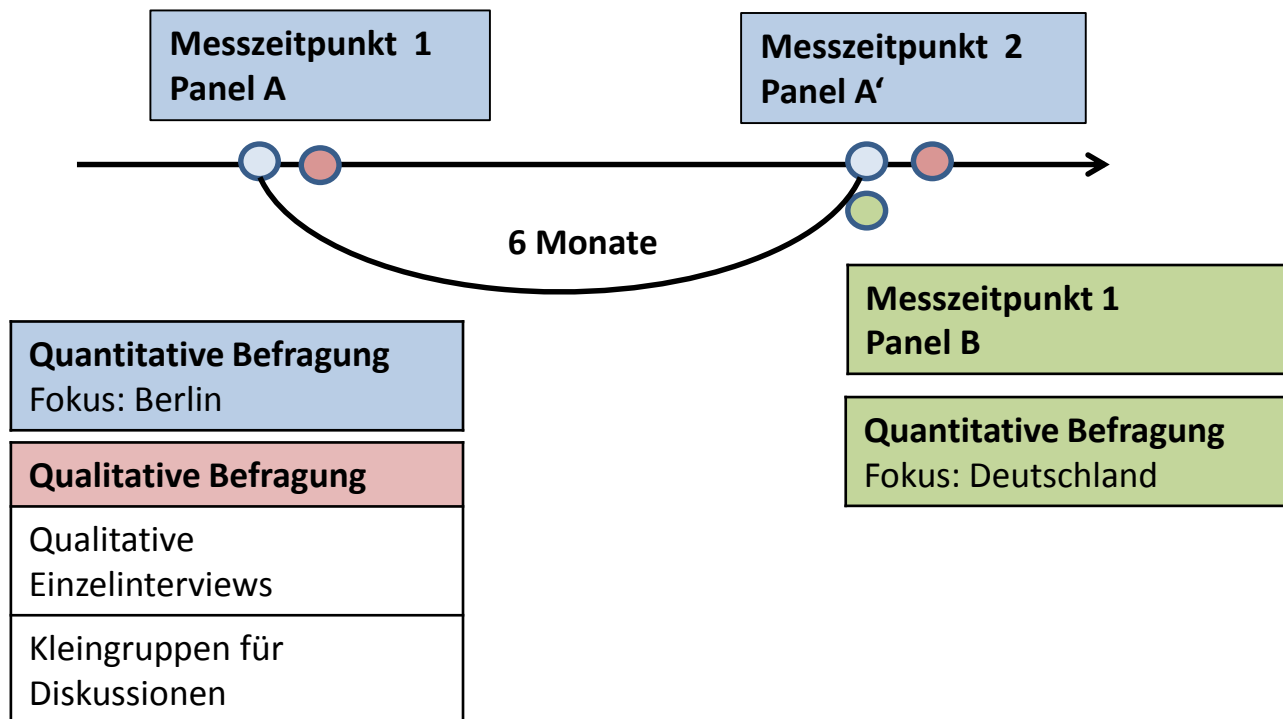 Messzeitpunkt 1
Panel A
Messzeitpunkt 2
Panel A‘
6 Monate
Messzeitpunkt 1
Panel B
Quantitative Befragung
Fokus: Berlin
Quantitative Befragung
Fokus: Deutschland
Qualitative Befragung
Qualitative
Einzelinterviews
Kleingruppen für
Diskussionen